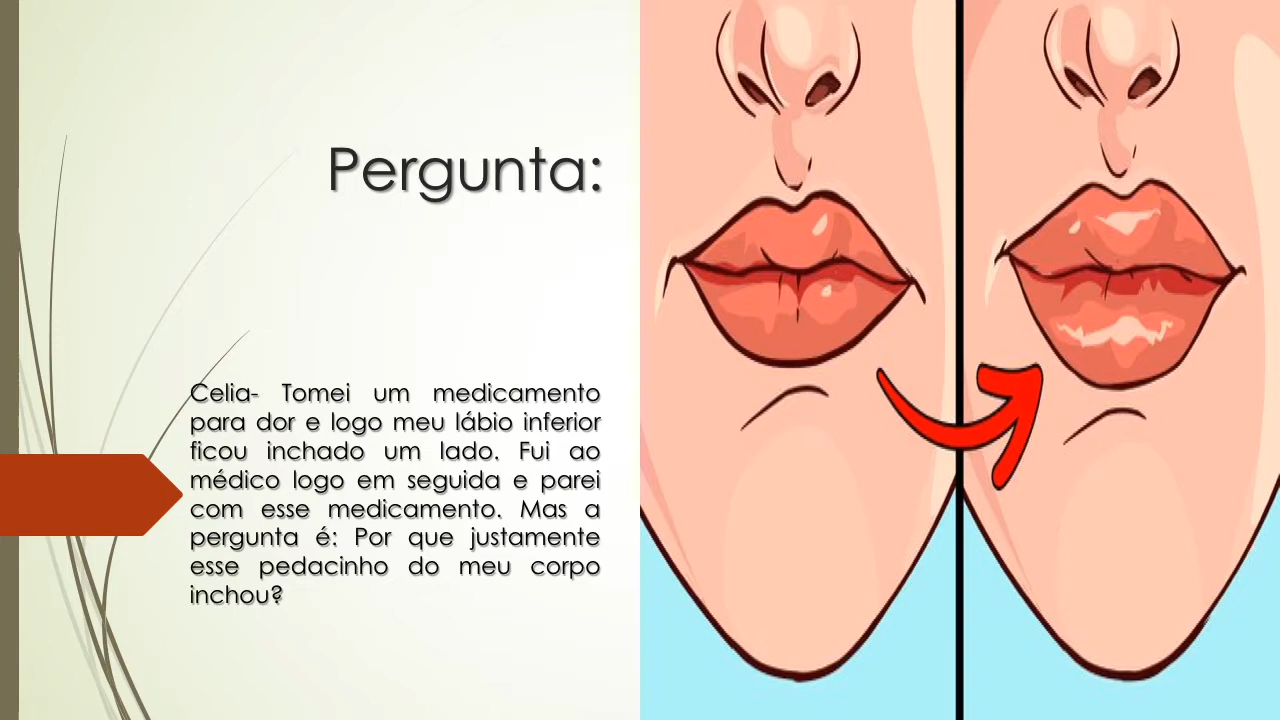 Pergunta:
Celia- Tomei um medicamento
para dor e logo meu lábio inferior
ficou inchado um lado. Fui ao
médico logo em seguida e parei
com esse medicamento. Mas a
pergunta é: Por que justamente
esse pedacinho do meu corpo
inchou?